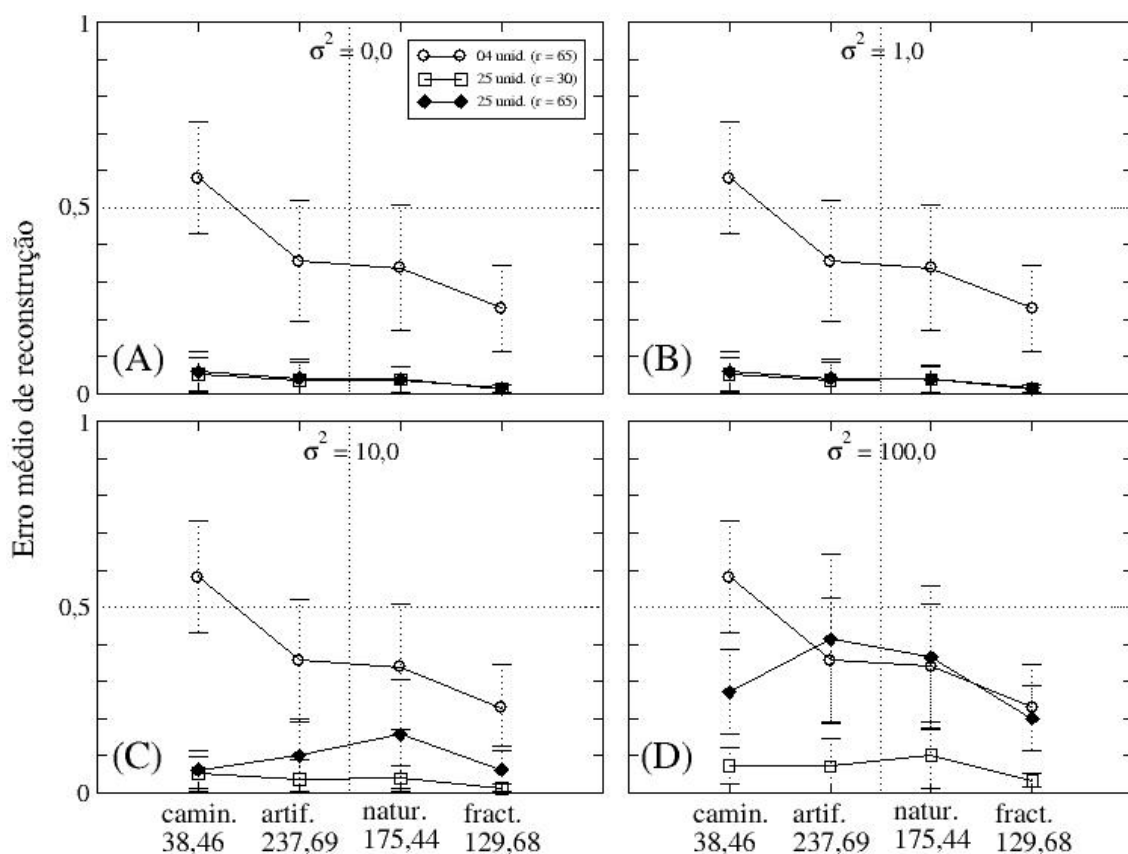 Erro médio de reconstrução
1
0,5
0
σ² = 0,0
04 unid. (r = 65)
25 unid. (r = 30)
25 unid. (r = 65)
(A)
σ² = 1,0
(B)
1
0,5
0
σ² = 10,0
(C)
σ² = 100,0
(D)
camin. artif. natur. fract.
38,46 237,69 175,44 129,68
camin. artif. natur. fract.
38,46 237,69 175,44 129,68